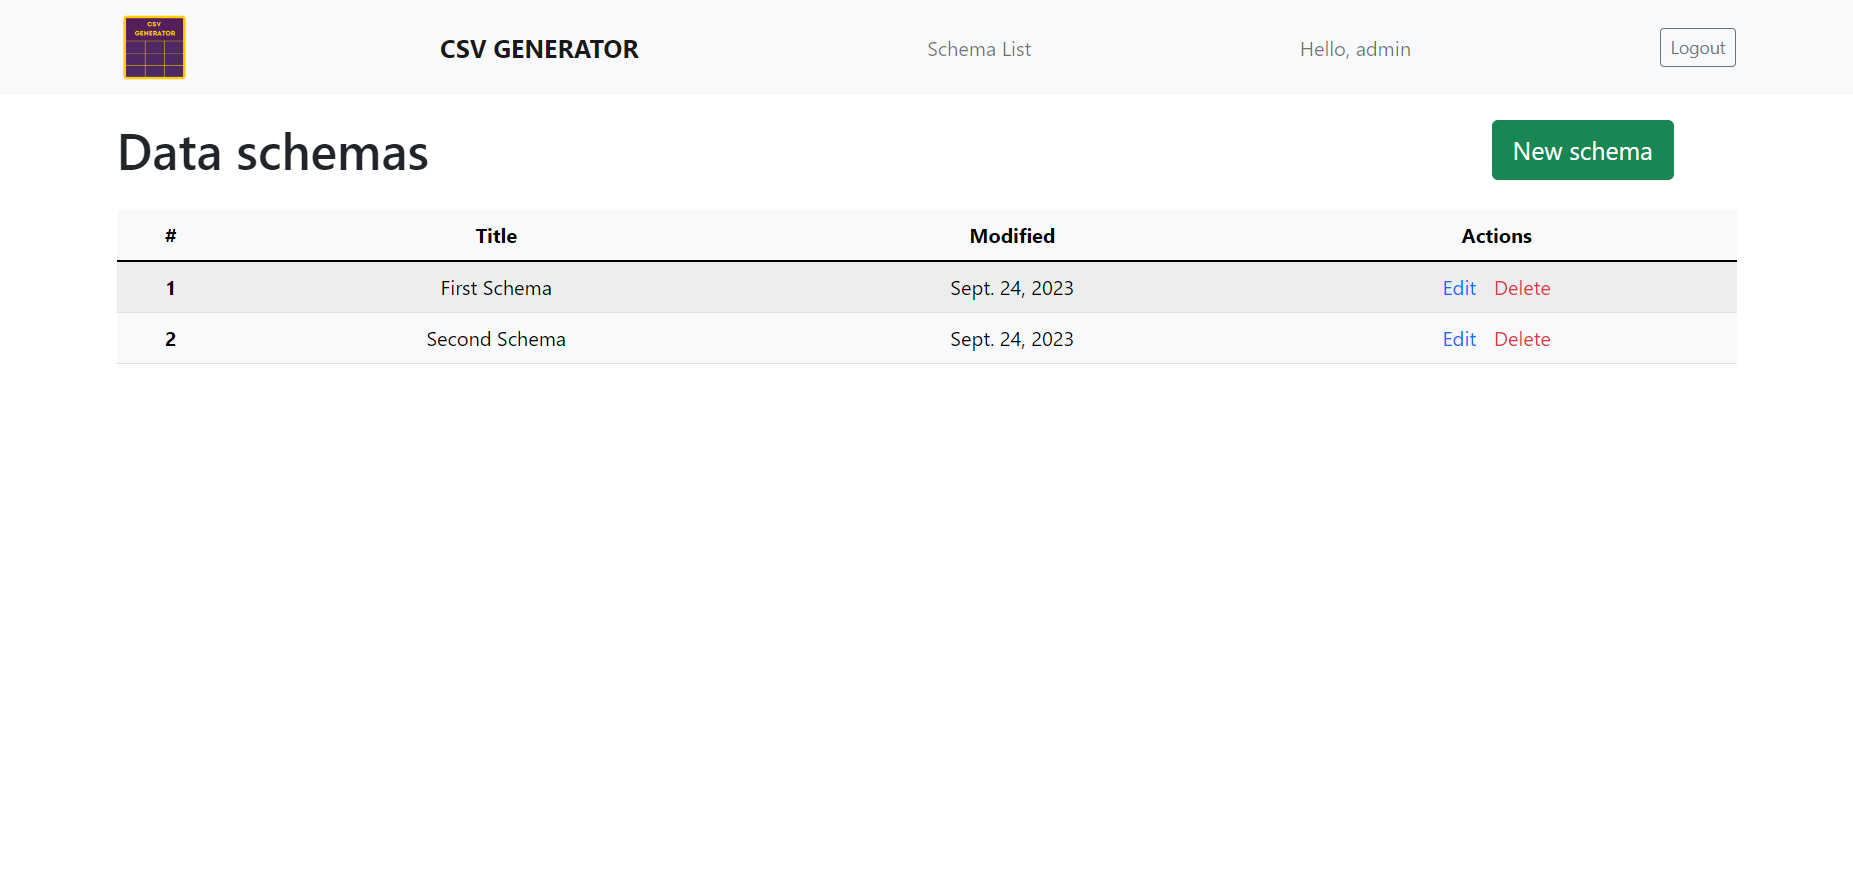 CSV
GENERATOR
CSV GENERATOR
Schema List
Hello, admin
Logout
Data schemas
New schema
# Title Modified Actions
1 First Schema Sept. 24, 2023 Edit Delete
2 Second Schema Sept. 24, 2023 Edit Delete